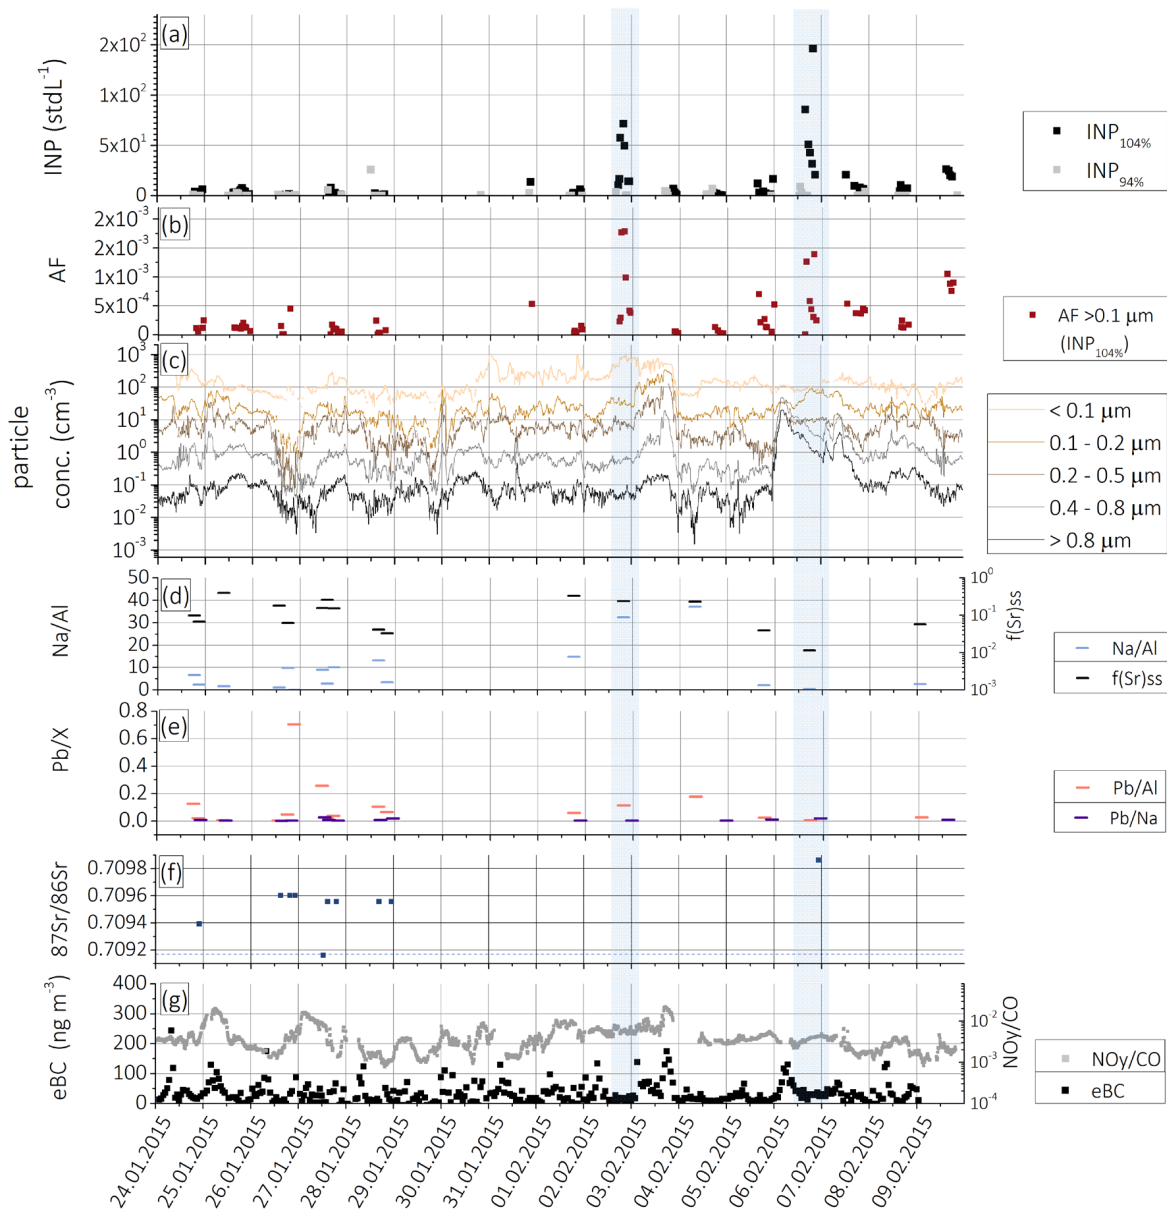 (a)
INP (stdL⁻¹)
2x10²
1x10²
5x10¹
0
INP₁₀₄%
INP₉₄%
(b)
AF
2x10⁻³
2x10⁻³
1x10⁻³
5x10⁻⁴
0
AF >0.1 µm
(INP₁₀₄%)
(c)
particle
conc. (cm⁻³)
10³
10²
10¹
10⁰
10⁻¹
10⁻²
10⁻³
< 0.1 µm
0.1 - 0.2 µm
0.2 - 0.5 µm
0.4 - 0.8 µm
> 0.8 µm
(d)
Na/Al
50
40
30
20
10
0
10⁰
10⁻¹
10⁻²
10⁻³
f(Sr)ss
Na/Al
f(Sr)ss
(e)
Pb/X
0.8
0.6
0.4
0.2
0.0
Pb/Al
Pb/Na
(f)
87Sr/86Sr
0.7098
0.7096
0.7094
0.7092
(g)
eBC (ng m⁻³)
400
300
200
100
0
10⁻²
10⁻³
10⁻⁴
NOy/CO
NOy/CO
eBC
24.01.2015
25.01.2015
26.01.2015
27.01.2015
28.01.2015
29.01.2015
30.01.2015
31.01.2015
01.02.2015
02.02.2015
03.02.2015
04.02.2015
05.02.2015
06.02.2015
07.02.2015
08.02.2015
09.02.2015